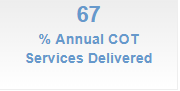 67
% Annual COT
Services Delivered